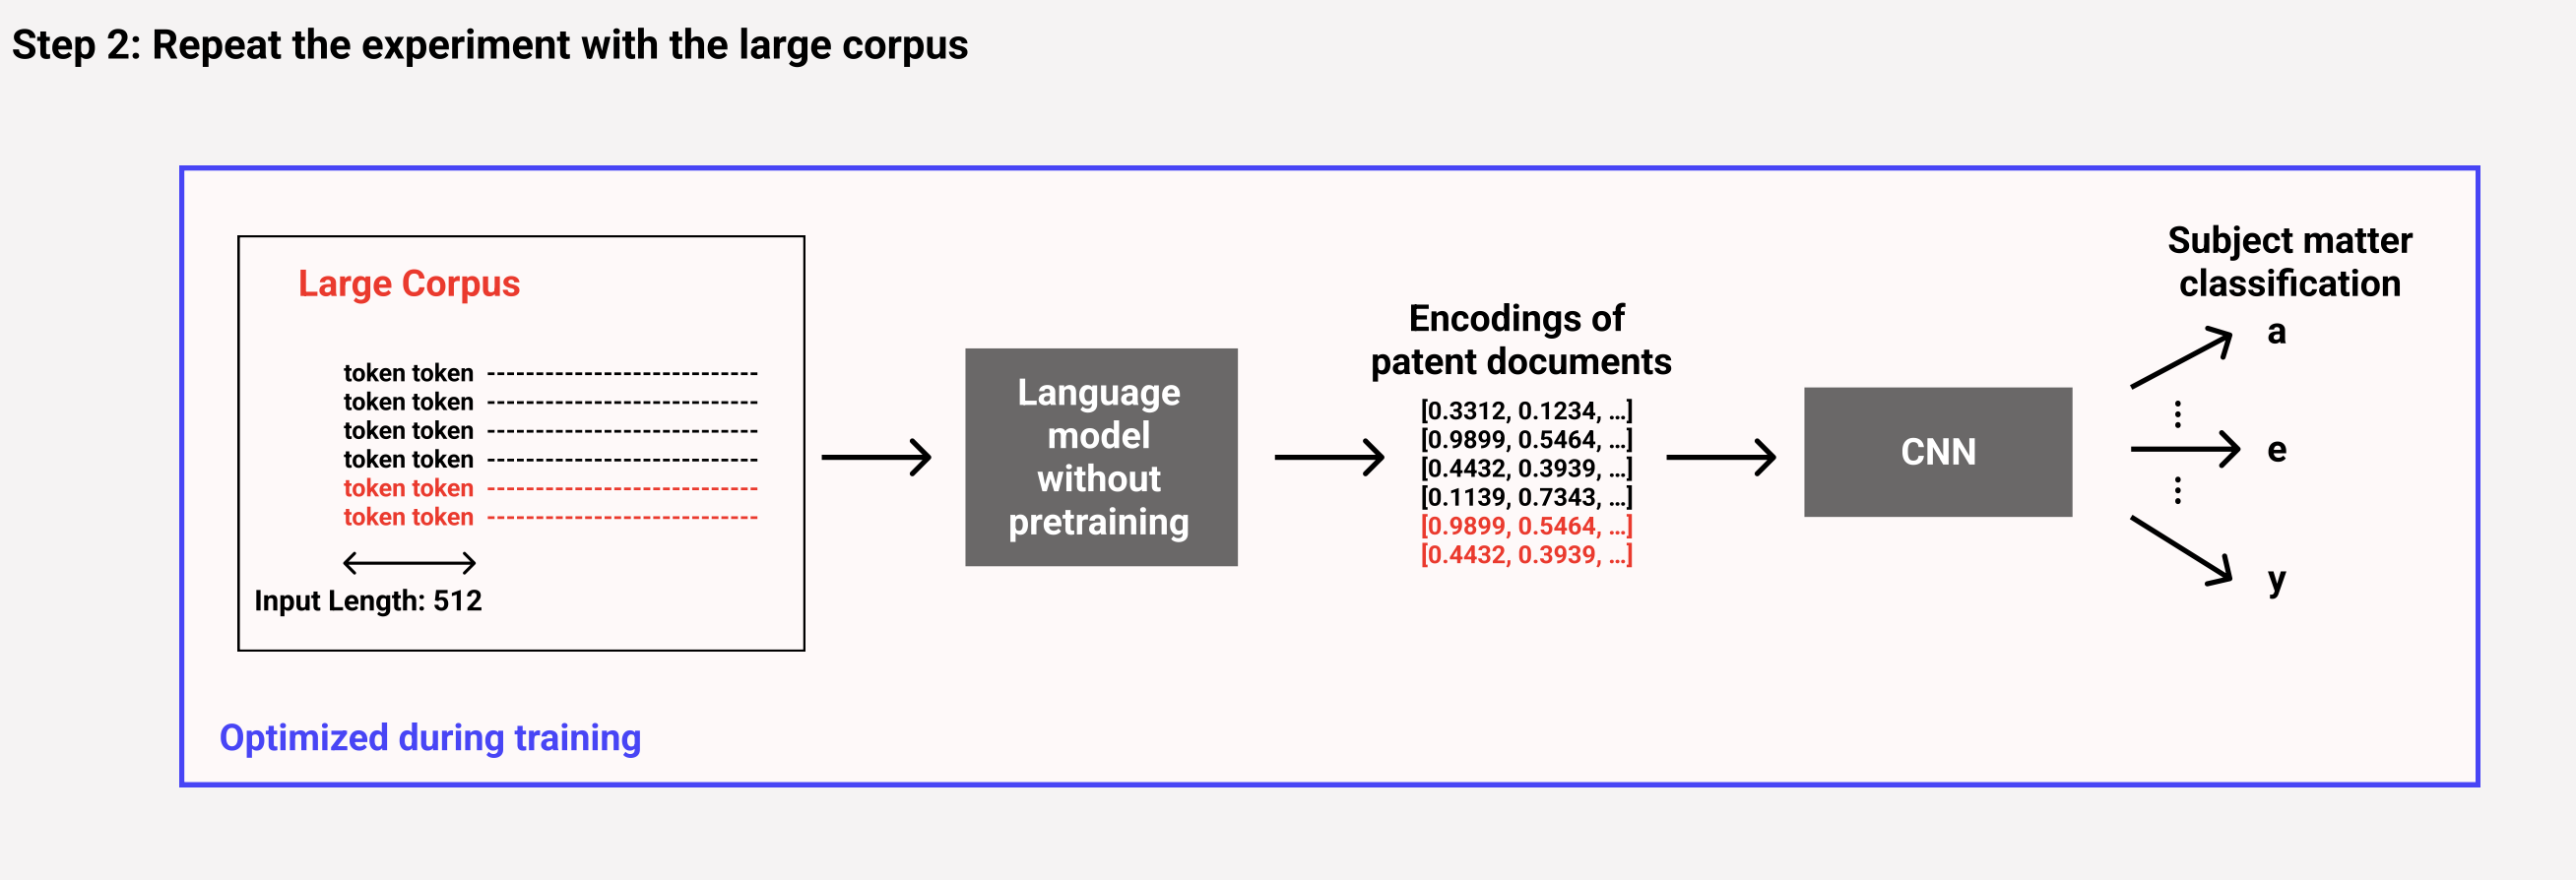 Step 2: Repeat the experiment with the large corpus
Large Corpus
token token
token token
token token
token token
token token
token token
Input Length: 512
Optimized during training
Language
model
without
pretraining
Encodings of
patent documents
[0.3312, 0.1234, ...]
[0.9899, 0.5464, ...]
[0.4432, 0.3939, ...]
[0.1139, 0.7343, ...]
[0.9899, 0.5464, ...]
[0.4432, 0.3939, ...]
CNN
Subject matter
classification
a
e
y